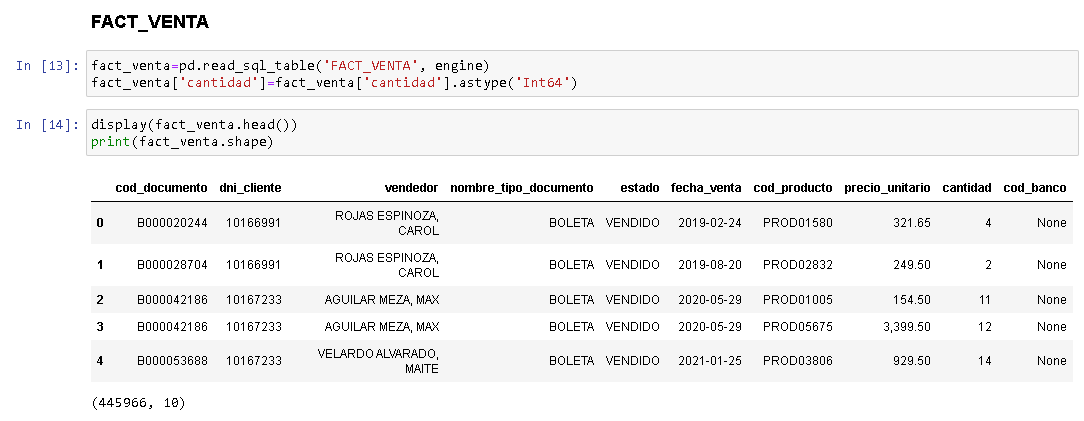 FACT_VENTA
In [13]: fact_venta=pd.read_sql_table('FACT_VENTA', engine)
fact_venta['cantidad']=fact_venta['cantidad'].astype('Int64')
In [14]: display(fact_venta.head())
print(fact_venta.shape)
cod_documento dni_cliente vendedor nombre_tipo_documento estado fecha_venta cod_producto precio_unitario cantidad cod_banco
0 B000020244 10166991 ROJAS ESPINOZA, CAROL BOLETA VENDIDO 2019-02-24 PROD01580 321.65 4 None
1 B000028704 10166991 ROJAS ESPINOZA, CAROL BOLETA VENDIDO 2019-08-20 PROD02832 249.50 2 None
2 B000042186 10167233 AGUILAR MEZA, MAX BOLETA VENDIDO 2020-05-29 PROD01005 154.50 11 None
3 B000042186 10167233 AGUILAR MEZA, MAX BOLETA VENDIDO 2020-05-29 PROD05675 3,399.50 12 None
4 B000053688 10167233 VELARDO ALVARADO, MAITE BOLETA VENDIDO 2021-01-25 PROD03806 929.50 14 None
(445966, 10)